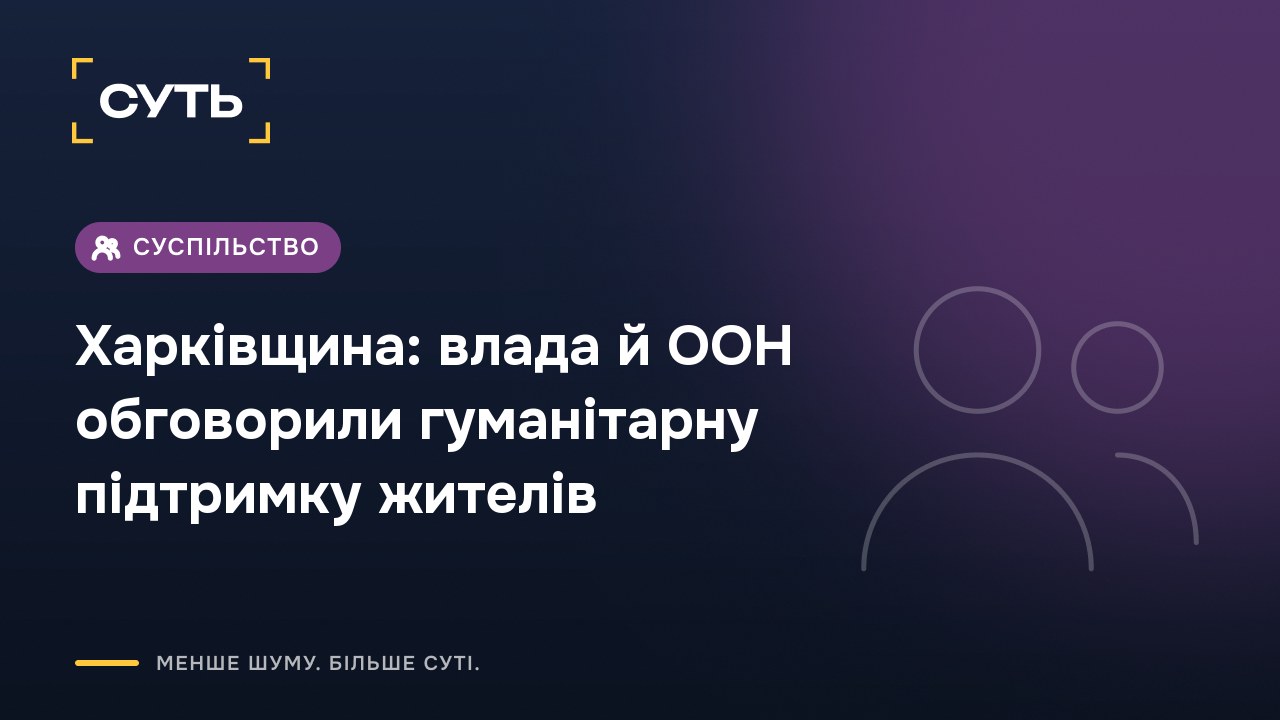 СУТЬ
СУСПІЛЬСТВО
Харківщина: влада й ООН
обговорили гуманітарну
підтримку жителів
МЕНШЕ ШУМУ. БІЛЬШЕ СУТІ.